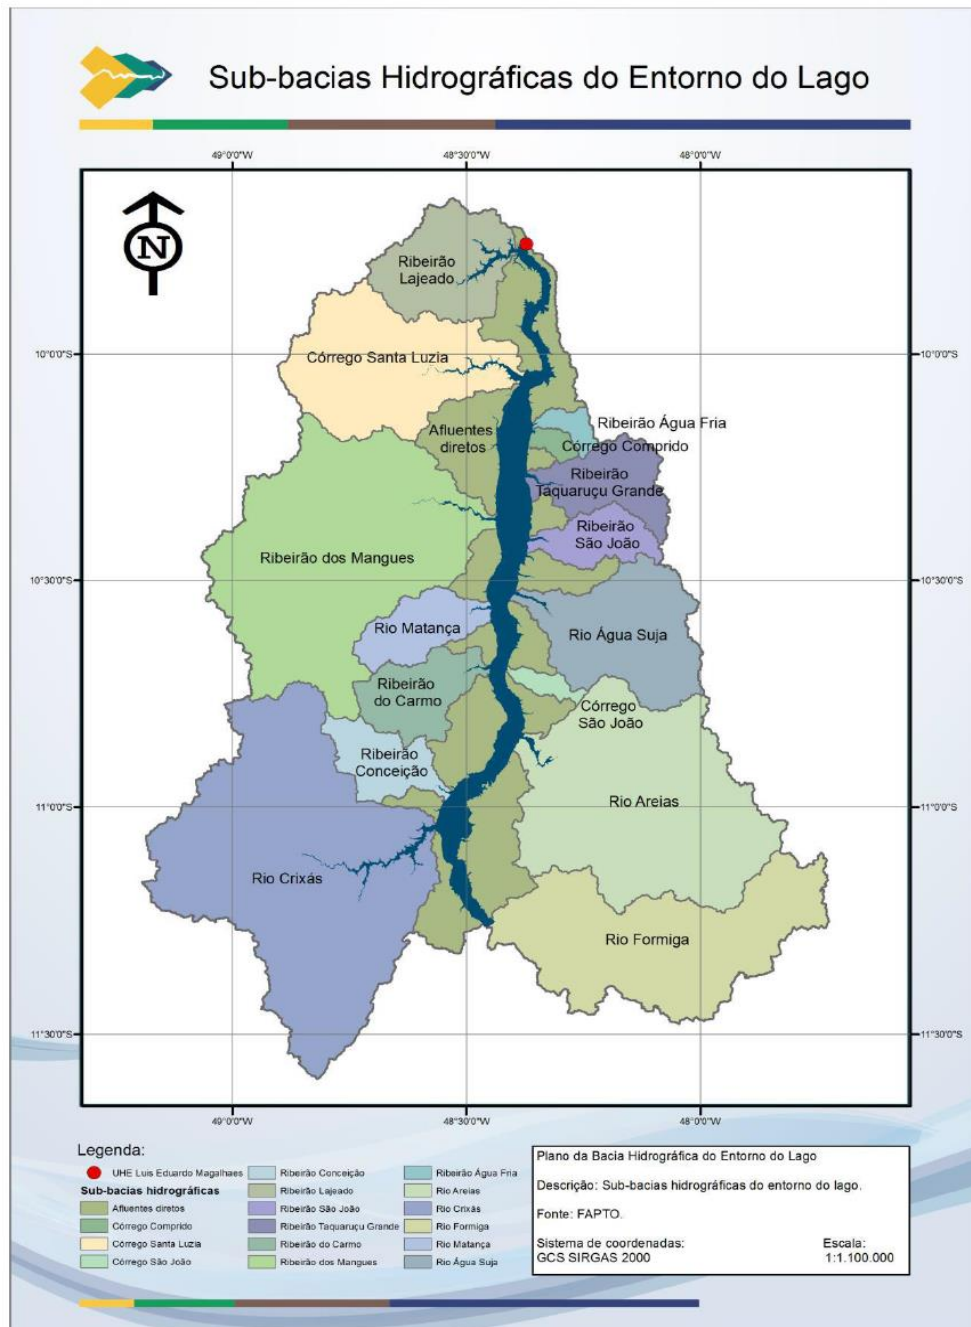 Sub-bacias Hidrográficas do Entorno do Lago
49°0'0"W
48°30'0"W
48°0'0"W
N
Ribeirão
Lajeado
10°0'0"S
10°0'0"S
Córrego Santa Luzia
Afluentes
diretos
Ribeirão Água Fria
Córrego Comprido
Ribeirão
Taquaruçu Grande
Ribeirão
São João
Ribeirão dos Mangues
10°30'0"S
10°30'0"S
Rio Matança
Rio Água Suja
Ribeirão
do Carmo
Córrego
São João
Ribeirão
Conceição
Rio Areias
11°0'0"S
11°0'0"S
Rio Crixás
Rio Formiga
11°30'0"S
11°30'0"S
49°0'0"W
48°30'0"W
48°0'0"W
Legenda:
UHE Luis Eduardo Magalhaes
Sub-bacias hidrográficas
Afluentes diretos
Córrego Comprido
Córrego Santa Luzia
Córrego São João
Ribeirão Conceição
Ribeirão Lajeado
Ribeirão São João
Ribeirão Taquaruçu Grande
Ribeirão do Carmo
Ribeirão dos Mangues
Ribeirão Água Fria
Rio Areias
Rio Crixás
Rio Formiga
Rio Matança
Rio Água Suja
Plano da Bacia Hidrográfica do Entorno do Lago
Descrição: Sub-bacias hidrográficas do entorno do lago.
Fonte: FAPTO.
Sistema de coordenadas:
GCS SIRGAS 2000
Escala:
1:1.100.000